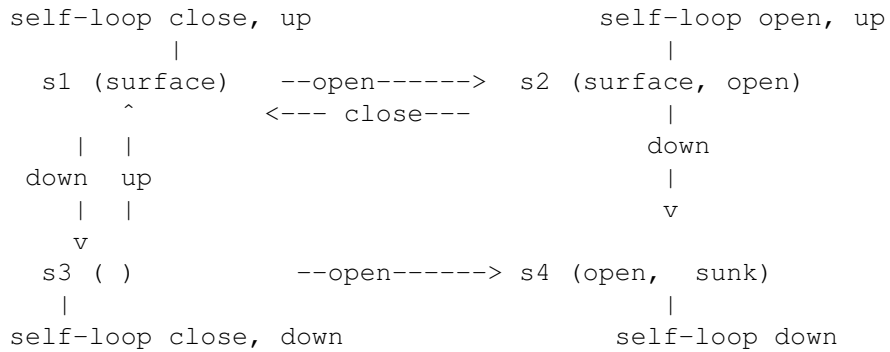 self-loop close, up                    self-loop open, up
            |                                  |
  s1 (surface)   --open------>  s2 (surface, open)
        ^         <--- close---                |
     |  |                                    down
 down  up                                      |
     |  |                                      v
    v
  s3 ( )            --open------> s4 (open,  sunk)
   |                                           |
self-loop close, down                   self-loop down